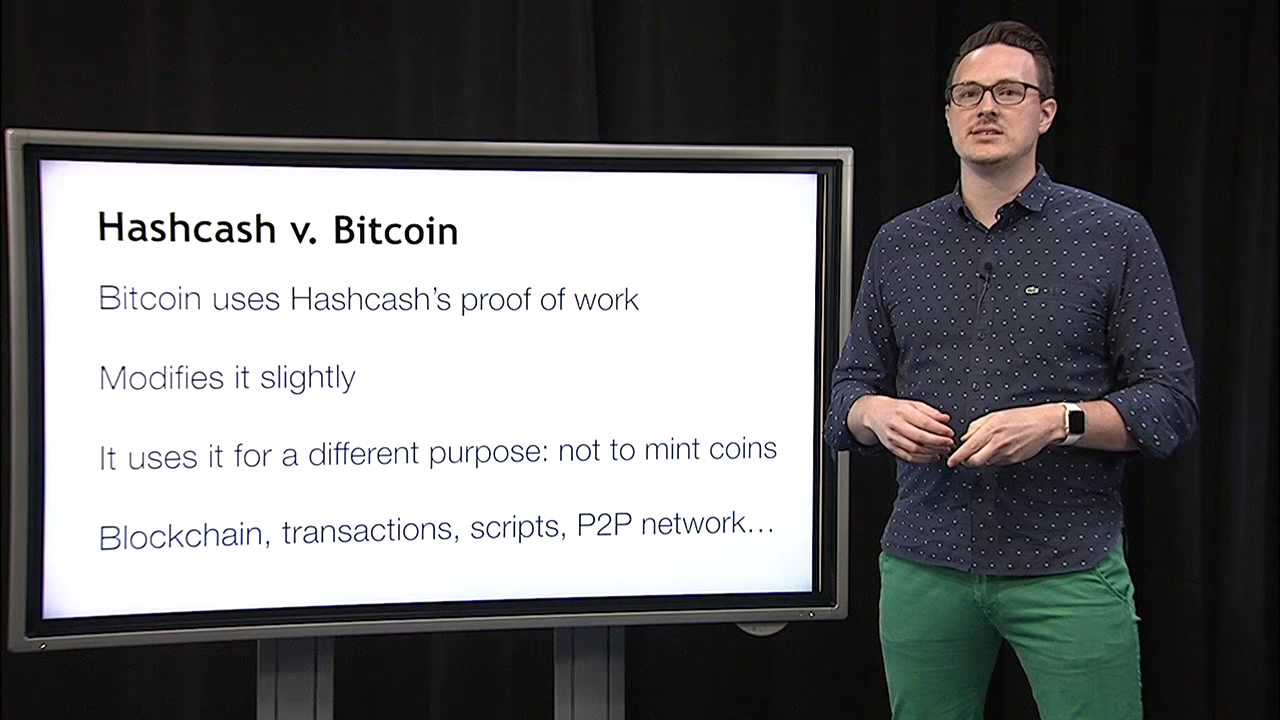 Hashcash v. Bitcoin
Bitcoin uses Hashcash’s proof of work
Modifies it slightly
It uses it for a different purpose: not to mint coins
Blockchain, transactions, scripts, P2P network…